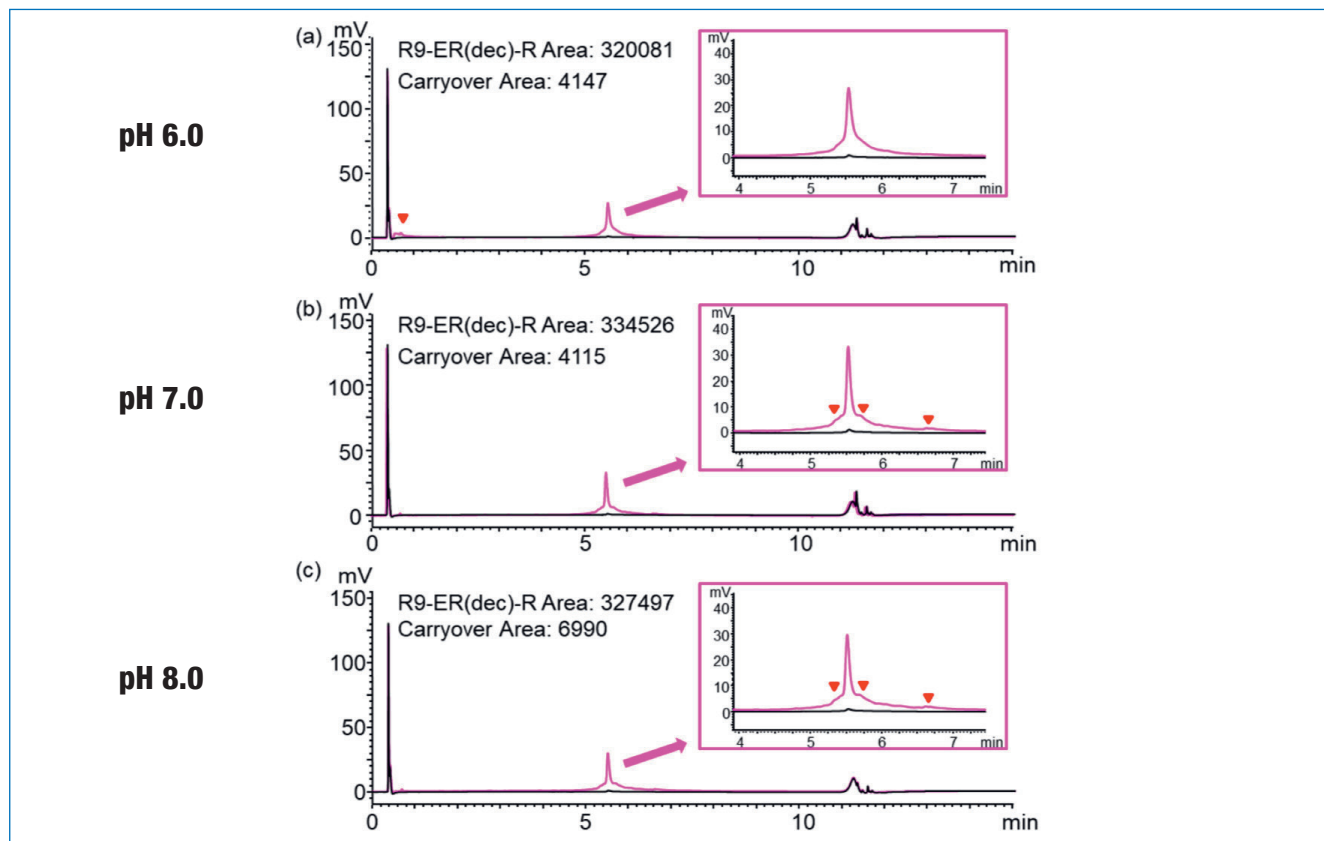 pH 6.0
(a)
mV
150
100
50
0
R9-ER(dec)-R Area: 320081
Carryover Area: 4147
0
5
10
min
mV
40
30
20
10
0
4
5
6
7
min
pH 7.0
(b)
mV
150
100
50
0
R9-ER(dec)-R Area: 334526
Carryover Area: 4115
0
5
10
min
mV
40
30
20
10
0
4
5
6
7
min
pH 8.0
(c)
mV
150
100
50
0
R9-ER(dec)-R Area: 327497
Carryover Area: 6990
0
5
10
min
mV
40
30
20
10
0
4
5
6
7
min